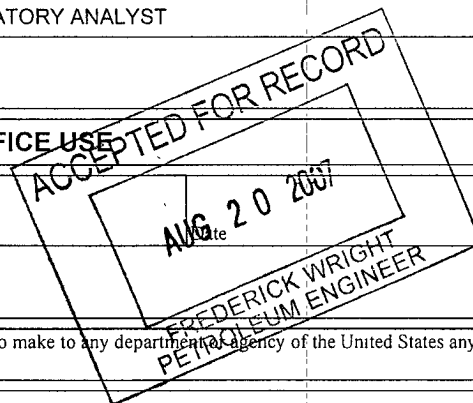 ATORY ANALYST
FICE USE
ACCEPTED FOR RECORD
AUG 20 2007
Date
FREDERICK WRIGHT
PETROLEUM ENGINEER
o make to any department or agency of the United States any